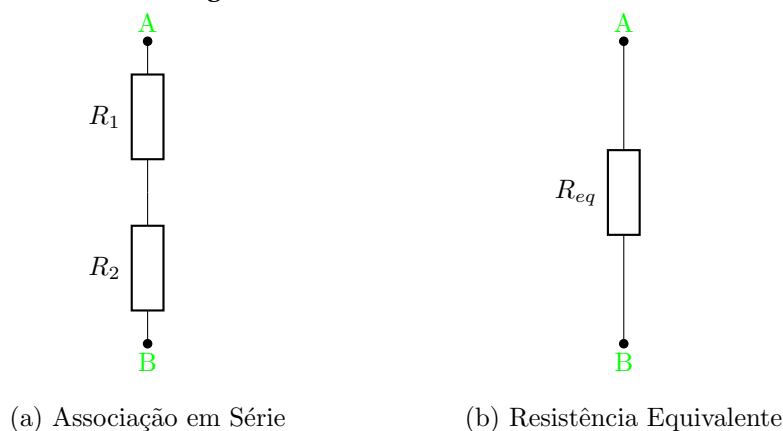 A
A
R1
Req
R2
B
B
(a) Associação em Série
(b) Resistência Equivalente